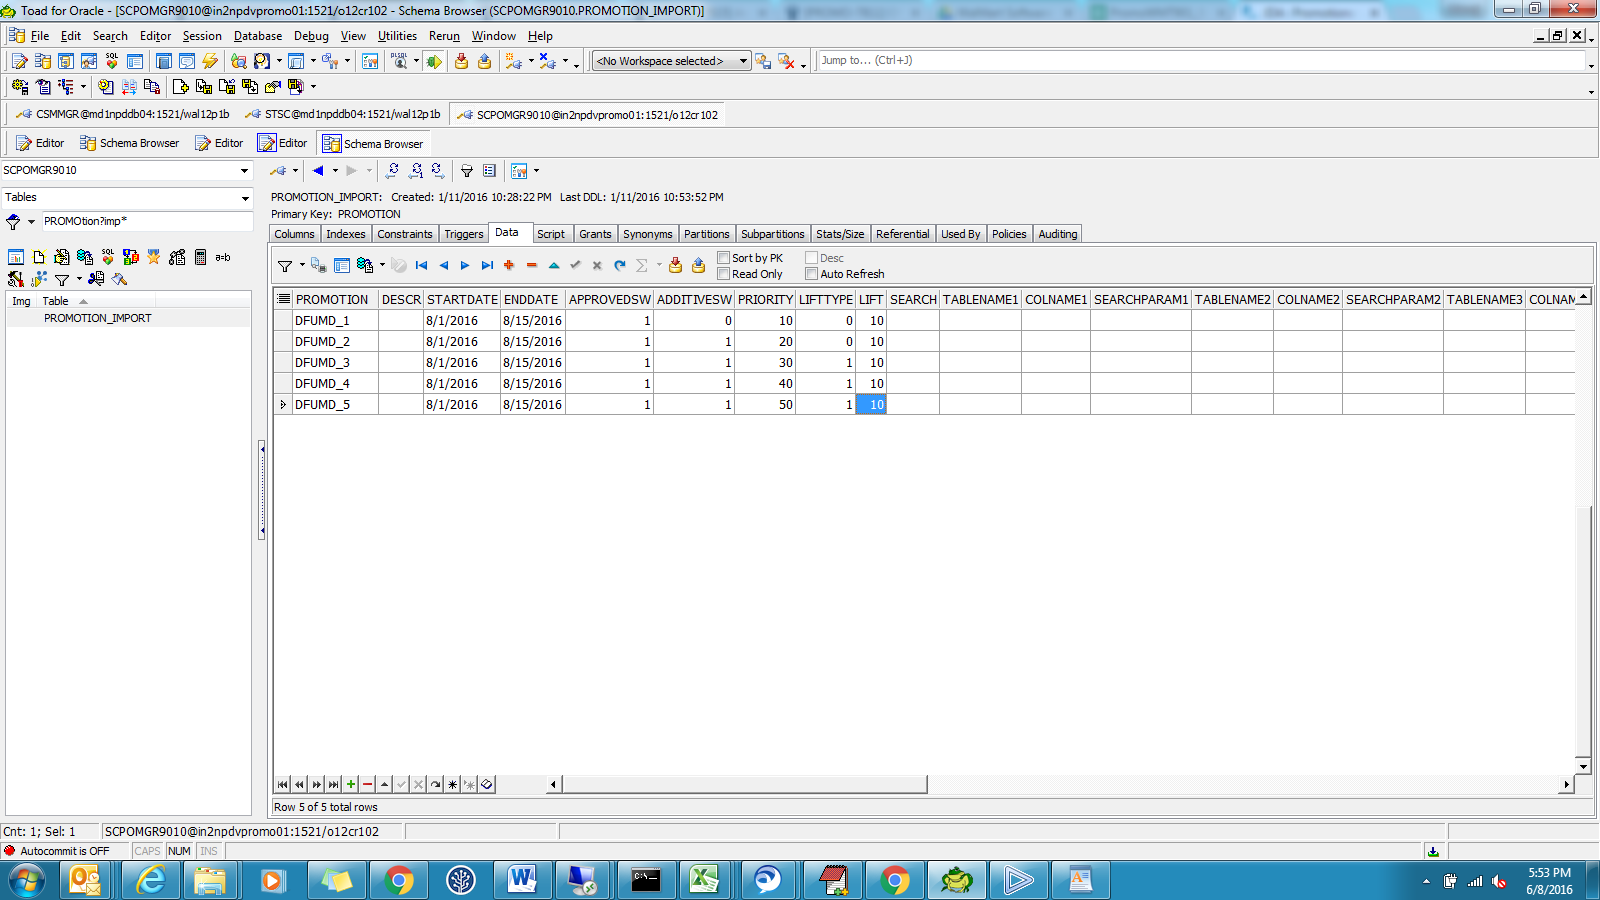 Toad for Oracle - [SCPOMGR9010@in2npdvpromo01:1521/o12cr102 - Schema Browser (SCPOMGR9010.PROMOTION_IMPORT)]
File Edit Search Editor Session Database Debug View Utilities Rerun Window Help
<No Workspace selected> Jump to... (Ctrl+J)
CSMMGR@md1npddb04:1521/wal12p1b STSC@md1npddb04:1521/wal12p1b SCPOMGR9010@in2npdvpromo01:1521/o12cr102
Editor Schema Browser Editor Editor Schema Browser
SCPOMGR9010
Tables
PROMOtion?imp*
Img Table
PROMOTION_IMPORT
PROMOTION_IMPORT: Created: 1/11/2016 10:28:22 PM Last DDL: 1/11/2016 10:53:52 PM
Primary Key: PROMOTION
Columns Indexes Constraints Triggers Data Script Grants Synonyms Partitions Subpartitions Stats/Size Referential Used By Policies Auditing
Sort by PK Desc
Read Only Auto Refresh
PROMOTION DESCR STARTDATE ENDDATE APPROVEDSW ADDITIVESW PRIORITY LIFTTYPE LIFT SEARCH TABLENAME1 COLNAME1 SEARCHPARAM1 TABLENAME2 COLNAME2 SEARCHPARAM2 TABLENAME3 COLNAM
DFUMD_1 8/1/2016 8/15/2016 1 0 10 0 10
DFUMD_2 8/1/2016 8/15/2016 1 1 20 0 10
DFUMD_3 8/1/2016 8/15/2016 1 1 30 1 10
DFUMD_4 8/1/2016 8/15/2016 1 1 40 1 10
DFUMD_5 8/1/2016 8/15/2016 1 1 50 1 10
Row 5 of 5 total rows
Cnt: 1; Sel: 1 SCPOMGR9010@in2npdvpromo01:1521/o12cr102
Autocommit is OFF CAPS NUM INS
5:53 PM
6/8/2016